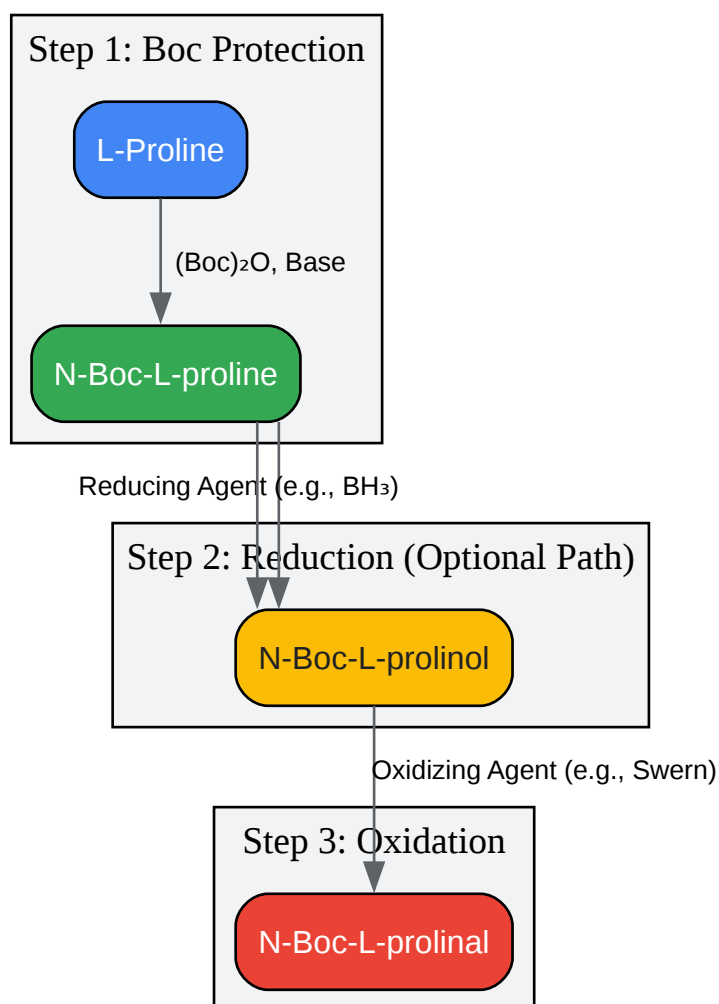 Step 1: Boc Protection
L-Proline
(Boc)₂O, Base
N-Boc-L-proline
Reducing Agent (e.g., BH₃)
Step 2: Reduction (Optional Path)
N-Boc-L-prolinol
Oxidizing Agent (e.g., Swern)
Step 3: Oxidation
N-Boc-L-prolinal